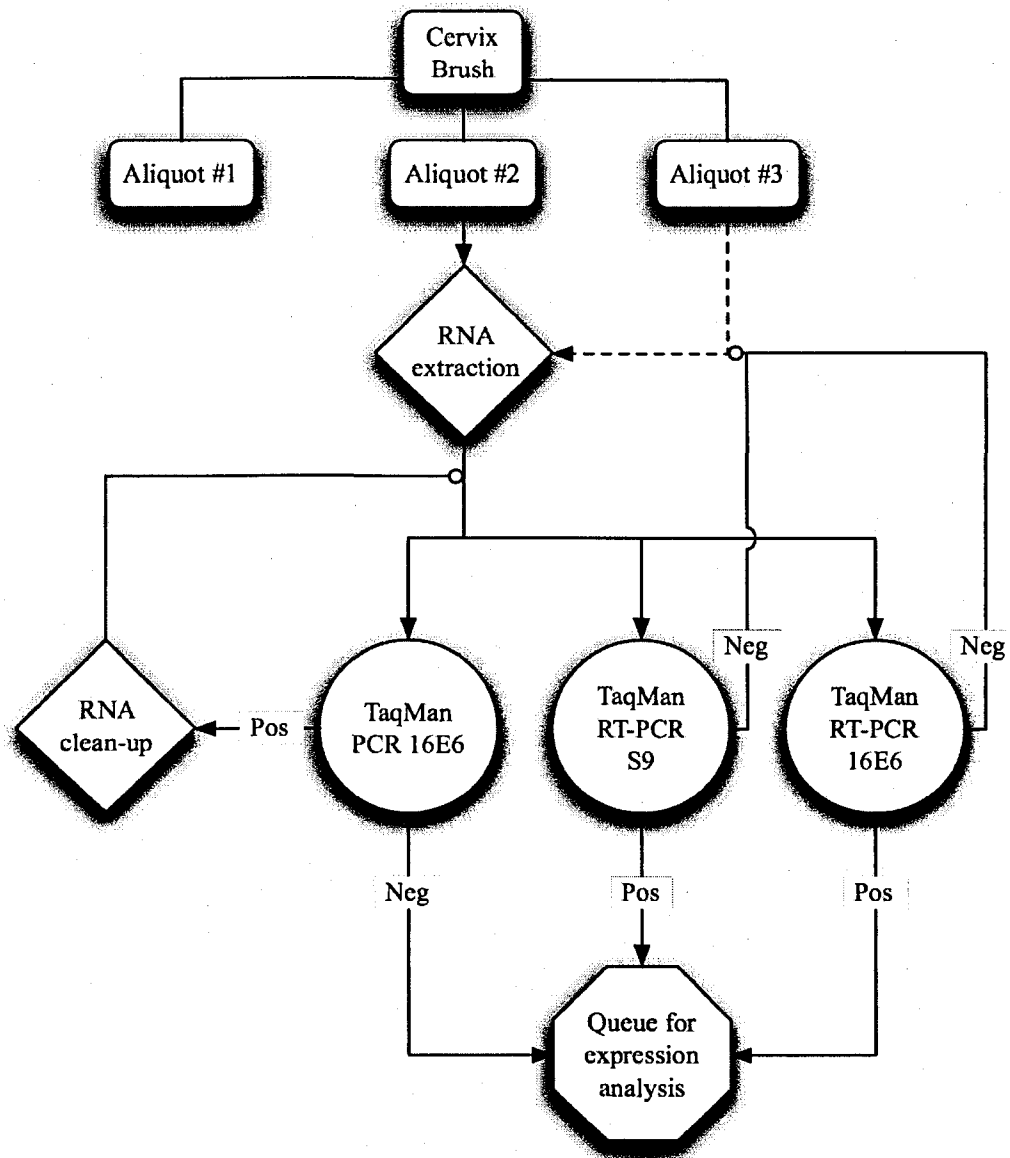 Cervix
Brush
Aliquot #1
Aliquot #2
Aliquot #3
RNA
extraction
RNA
clean-up
Pos
TaqMan
PCR 16E6
TaqMan
RT-PCR
S9
Neg
TaqMan
RT-PCR
16E6
Neg
Neg
Pos
Pos
Queue for
expression
analysis